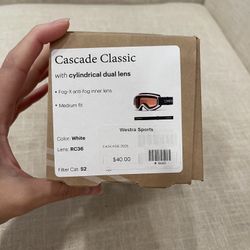 Cascade Classic
with cylindrical dual lens
• Fog-X anti fog inner lens
• Medium fit
Westra Sports
Color: White
Lens: RC36
$40.00
Filter Cat: S2